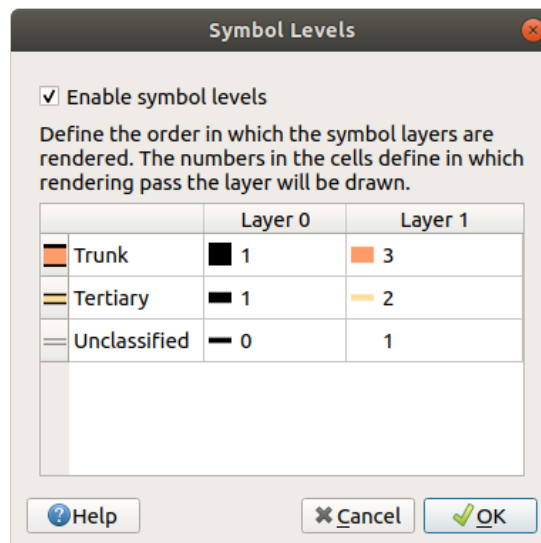 Symbol Levels
Enable symbol levels
Define the order in which the symbol layers are
rendered. The numbers in the cells define in which
rendering pass the layer will be drawn.
Layer 0 Layer 1
Trunk 1 3
Tertiary 1 2
Unclassified 0 1
Help Cancel OK